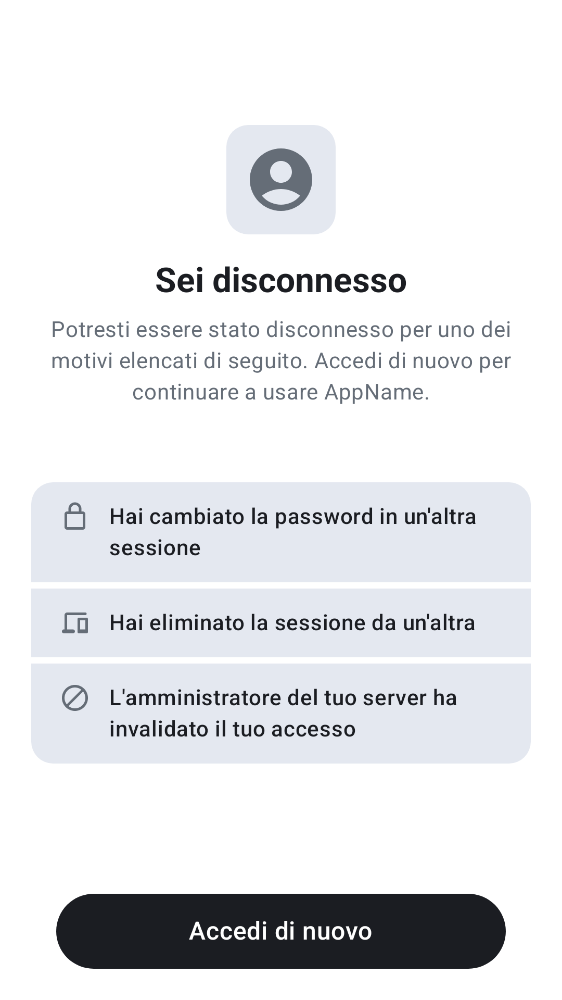 Sei disconnesso
Potresti essere stato disconnesso per uno dei
motivi elencati di seguito. Accedi di nuovo per
continuare a usare AppName.
Hai cambiato la password in un'altra
sessione
Hai eliminato la sessione da un'altra
L'amministratore del tuo server ha
invalidato il tuo accesso
Accedi di nuovo